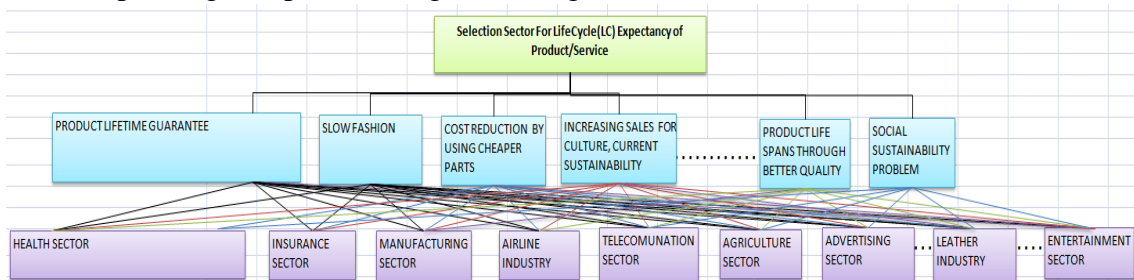 Selection Sector For LifeCycle(LC) Expectancy of
Product/Service
PRODUCT LIFETIME GUARANTEE
SLOW FASHION
COST REDUCTION BY
USING CHEAPER
PARTS
INCREASING SALES FOR
CULTURE, CURRENT
SUSTAINABILITY
............
PRODUCT LIFE
SPANS THROUGH
BETTER QUALITY
SOCIAL
SUSTAINABILITY
PROBLEM
HEALTH SECTOR
INSURANCE
SECTOR
MANUFACTURING
SECTOR
AIRLINE
INDUSTRY
TELECOMUNATION
SECTOR
AGRICULTURE
SECTOR
ADVERTISING
SECTOR
...
LEATHER
INDUSTRY
....
ENTERTAINMENT
SECTOR